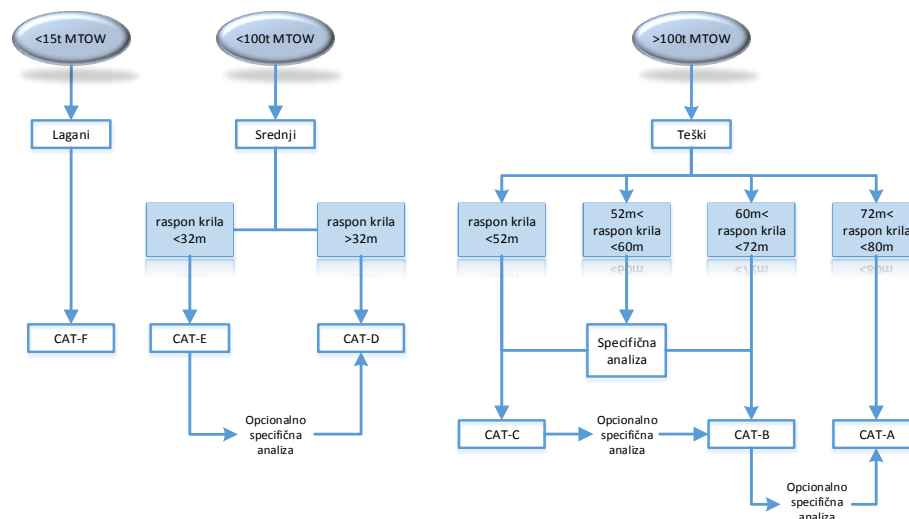 <15t MTOW
<100t MTOW
>100t MTOW
Lagani
Srednji
Teški
raspon krila
<32m
raspon krila
>32m
raspon krila
<52m
52m<
raspon krila
<60m
60m<
raspon krila
<72m
72m<
raspon krila
<80m
CAT-F
CAT-E
CAT-D
Specifična
analiza
Opcionalno
specifična
analiza
CAT-C
Opcionalno
specifična
analiza
CAT-B
CAT-A
Opcionalno
specifična
analiza